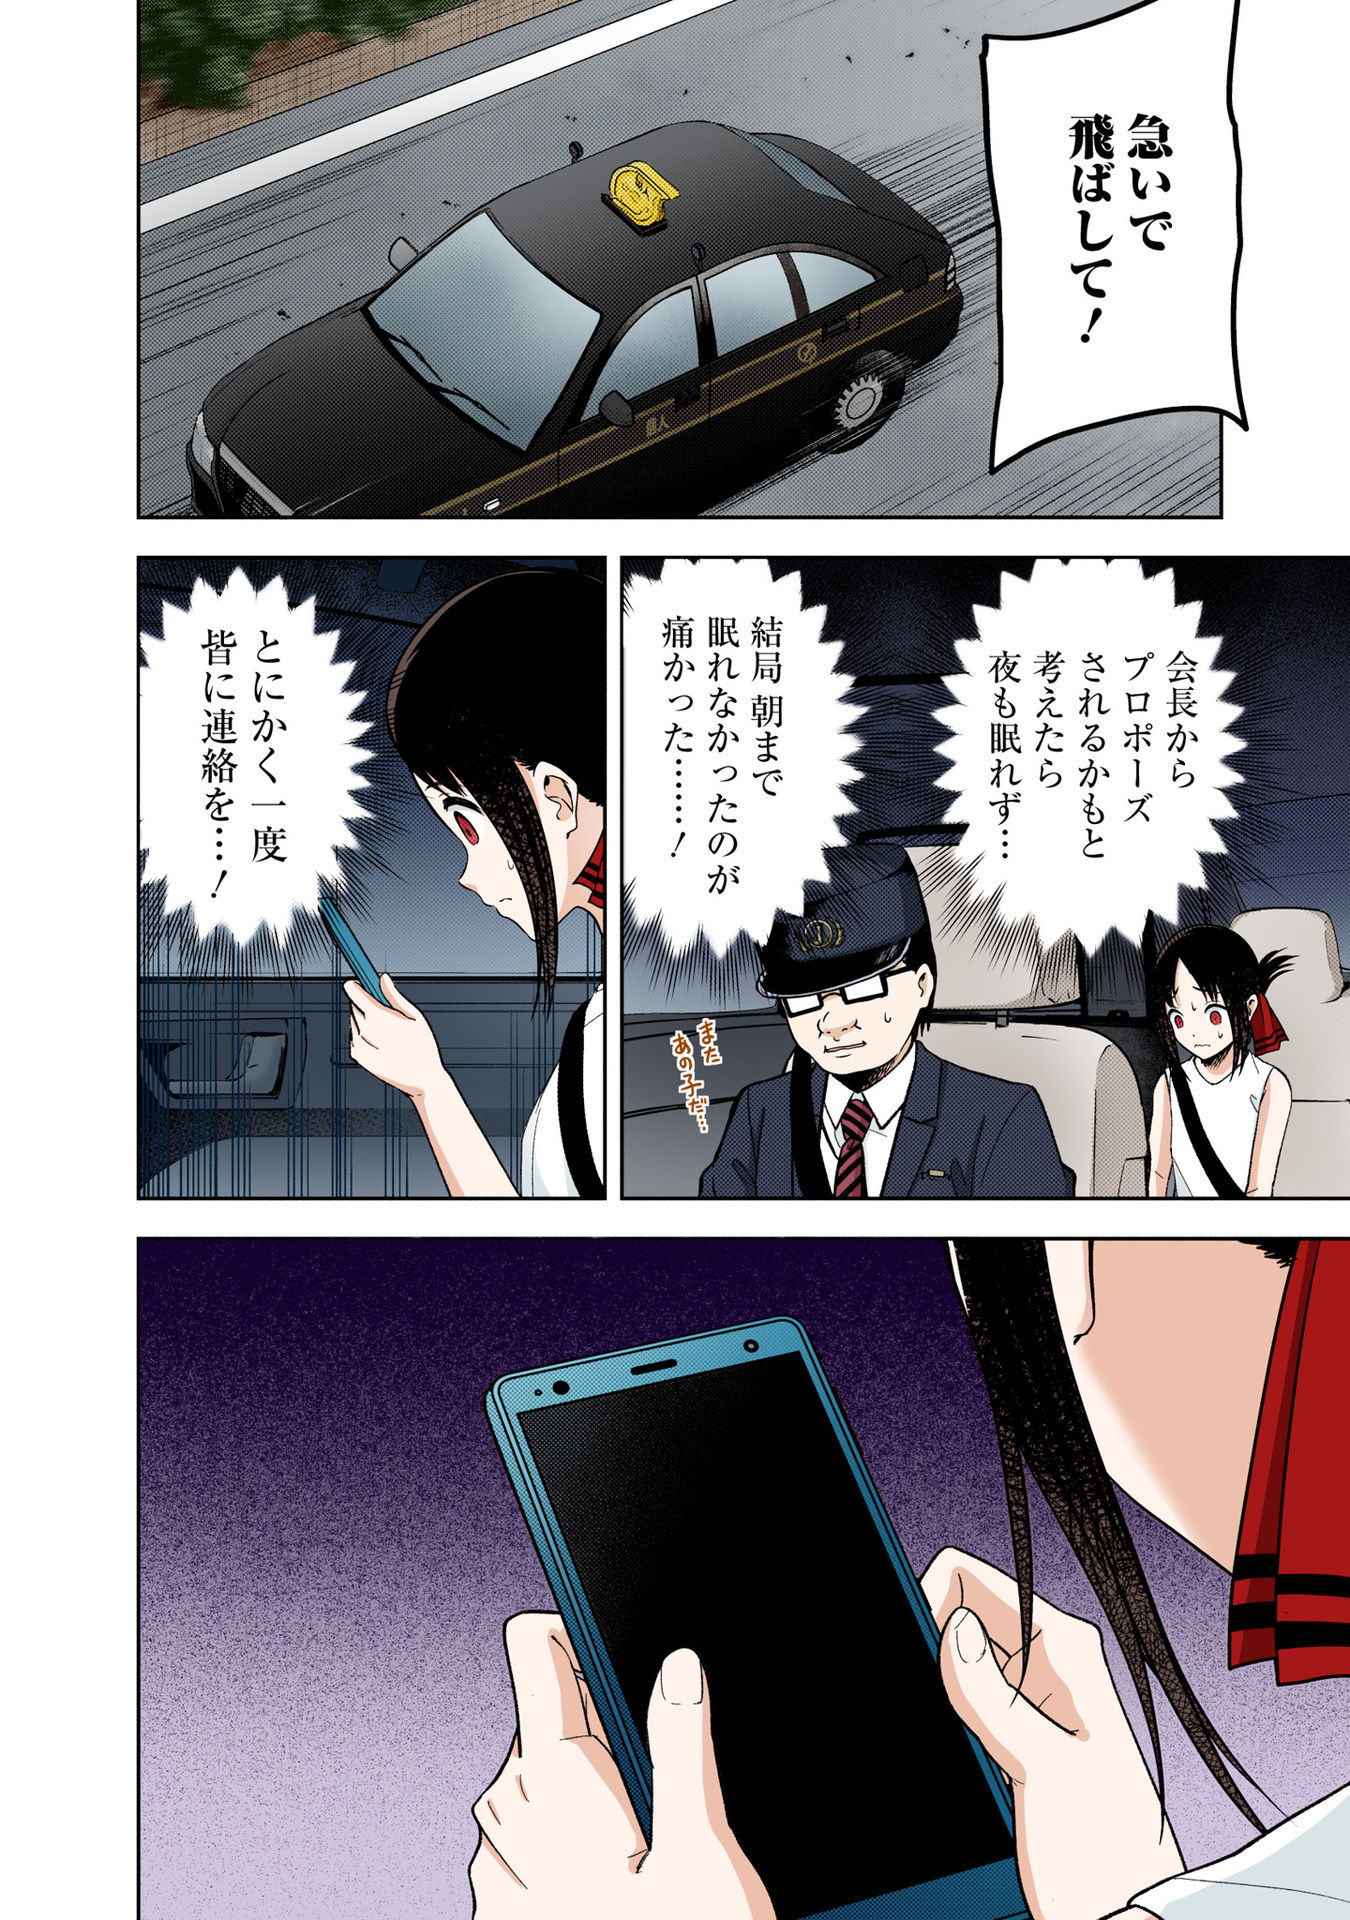 急いで
飛ばして！
個人
会長から
プロポーズ
されるかもと
考えたら
夜も眠れず…
結局 朝まで
眠れなかったのが
痛かった………！
また
あの子だ…
とにかく一度
皆に連絡を…！